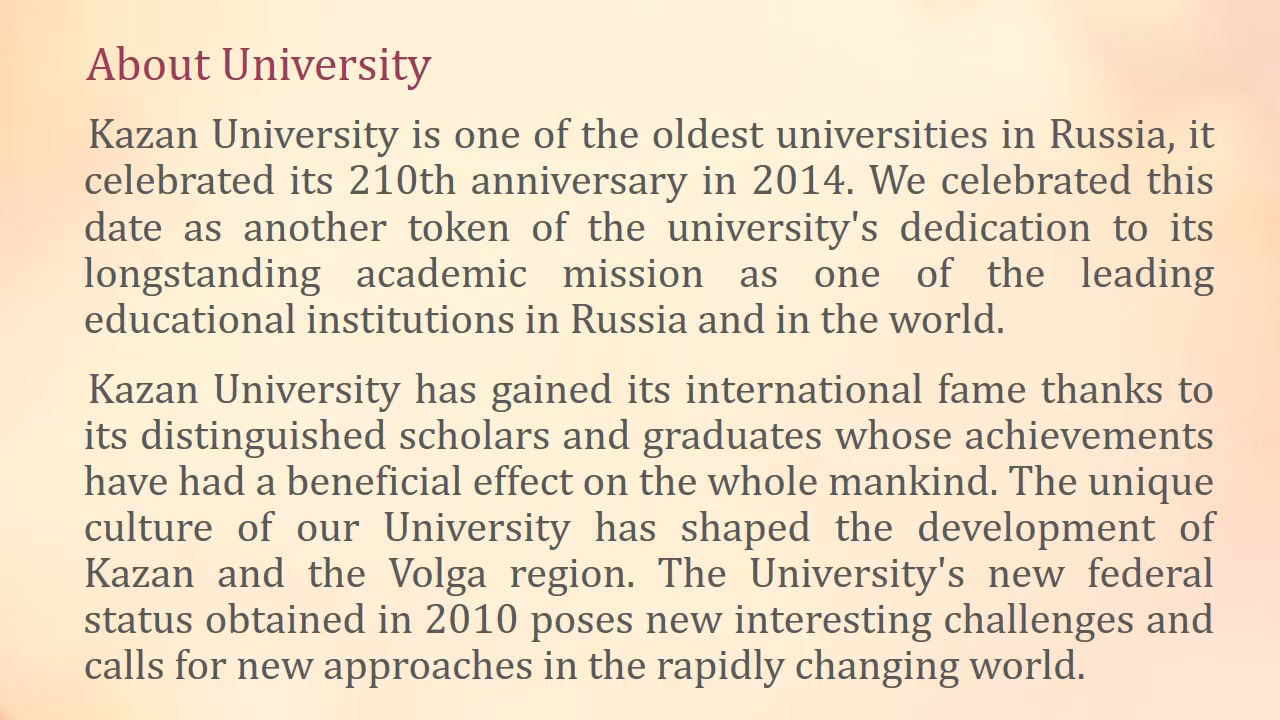 About University
Kazan University is one of the oldest universities in Russia, it
celebrated its 210th anniversary in 2014. We celebrated this
date as another token of the university's dedication to its
longstanding academic mission as one of the leading
educational institutions in Russia and in the world.
Kazan University has gained its international fame thanks to
its distinguished scholars and graduates whose achievements
have had a beneficial effect on the whole mankind. The unique
culture of our University has shaped the development of
Kazan and the Volga region. The University's new federal
status obtained in 2010 poses new interesting challenges and
calls for new approaches in the rapidly changing world.